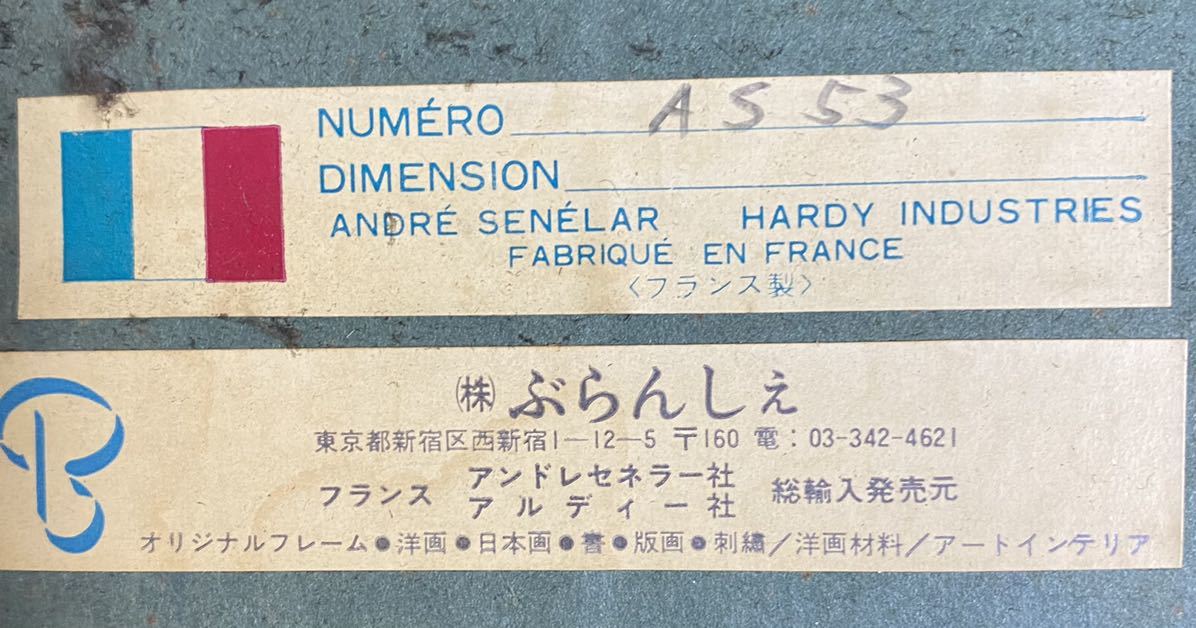 NUMÉRO AS 53
DIMENSION
ANDRÉ SENÉLAR HARDY INDUSTRIES
FABRIQUÉ EN FRANCE
〈フランス製〉
B
㈱ ぶらんしぇ
東京都新宿区西新宿1-12-5 〒160 電:03-342-4621
フランス アンドレセネラー社 総輸入発売元
アルディー社
オリジナルフレーム●洋画●日本画●書●版画●刺繡/洋画材料/アートインテリア